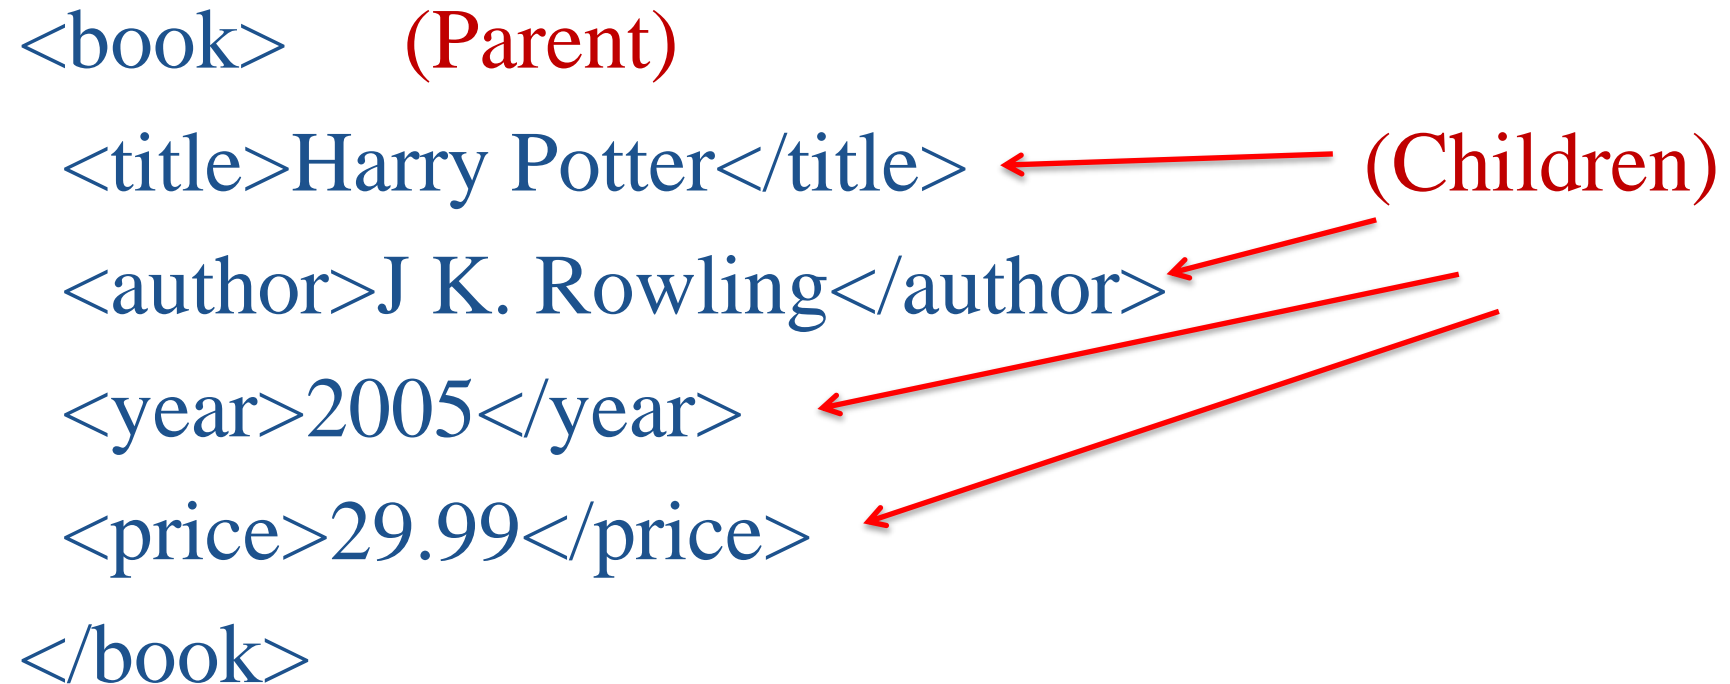 <book> (Parent)
<title>Harry Potter</title> (Children)
<author>J K. Rowling</author>
<year>2005</year>
<price>29.99</price>
</book>